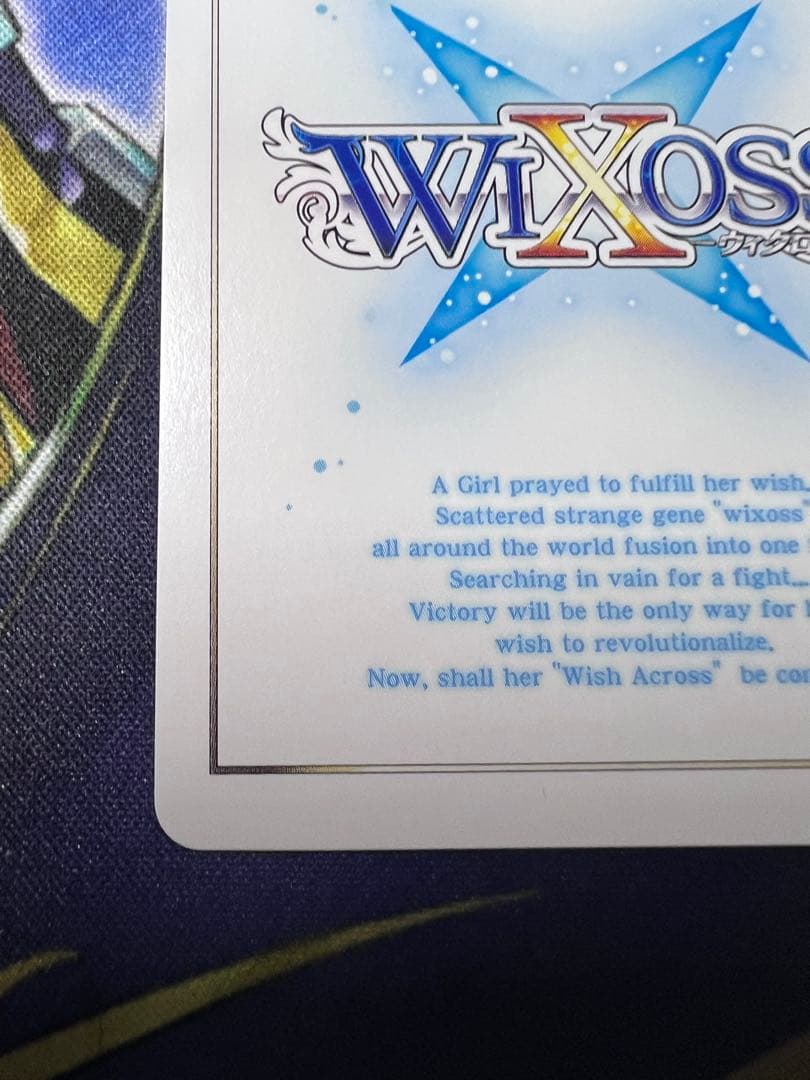 WIXOSS
ーウィクロ
A Girl prayed to fulfill her wish.
Scattered strange gene "wixoss"
all around the world fusion into one
Searching in vain for a fight...
Victory will be the only way for
wish to revolutionalize.
Now, shall her "Wish Across" be